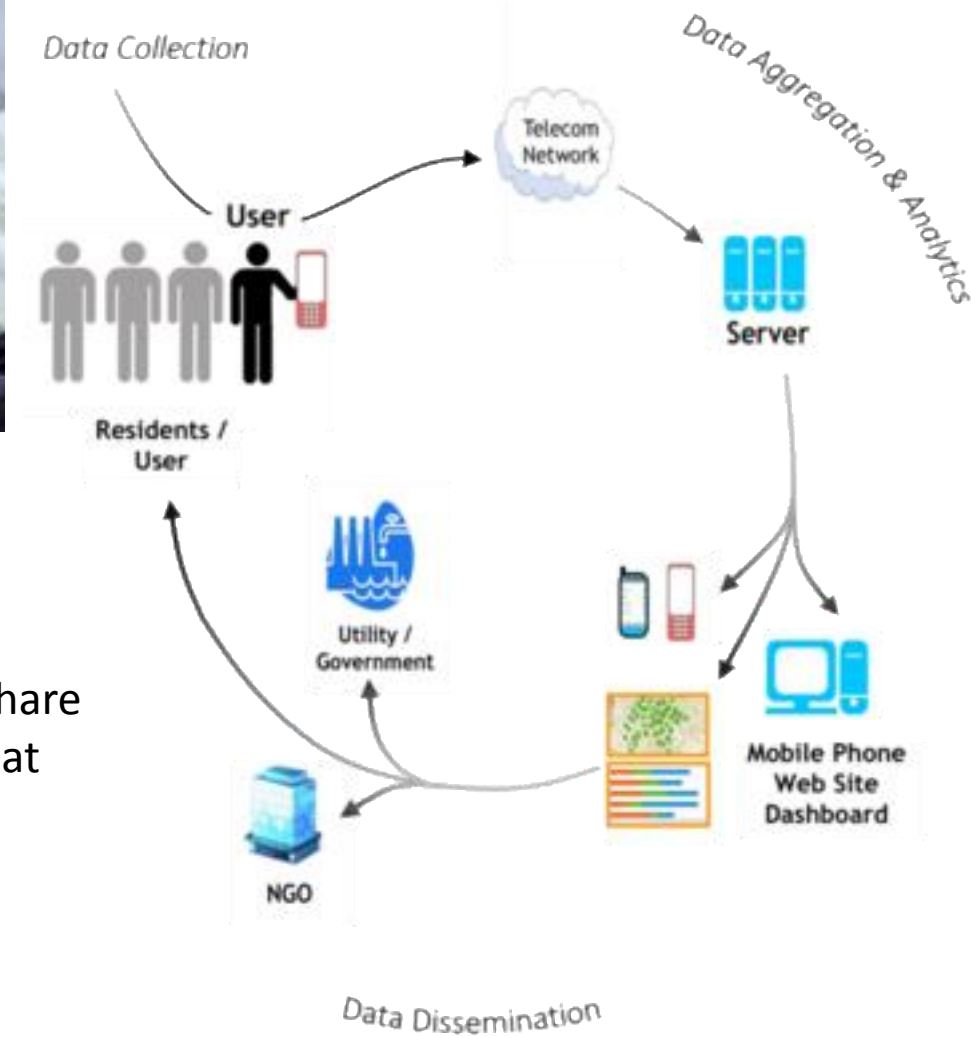 Data Collection
Data Aggregation & Analytics
Telecom
Network
User
Server
Residents /
User
Utility /
Government
hare
at
Mobile Phone
Web Site
Dashboard
NGO
Data Dissemination